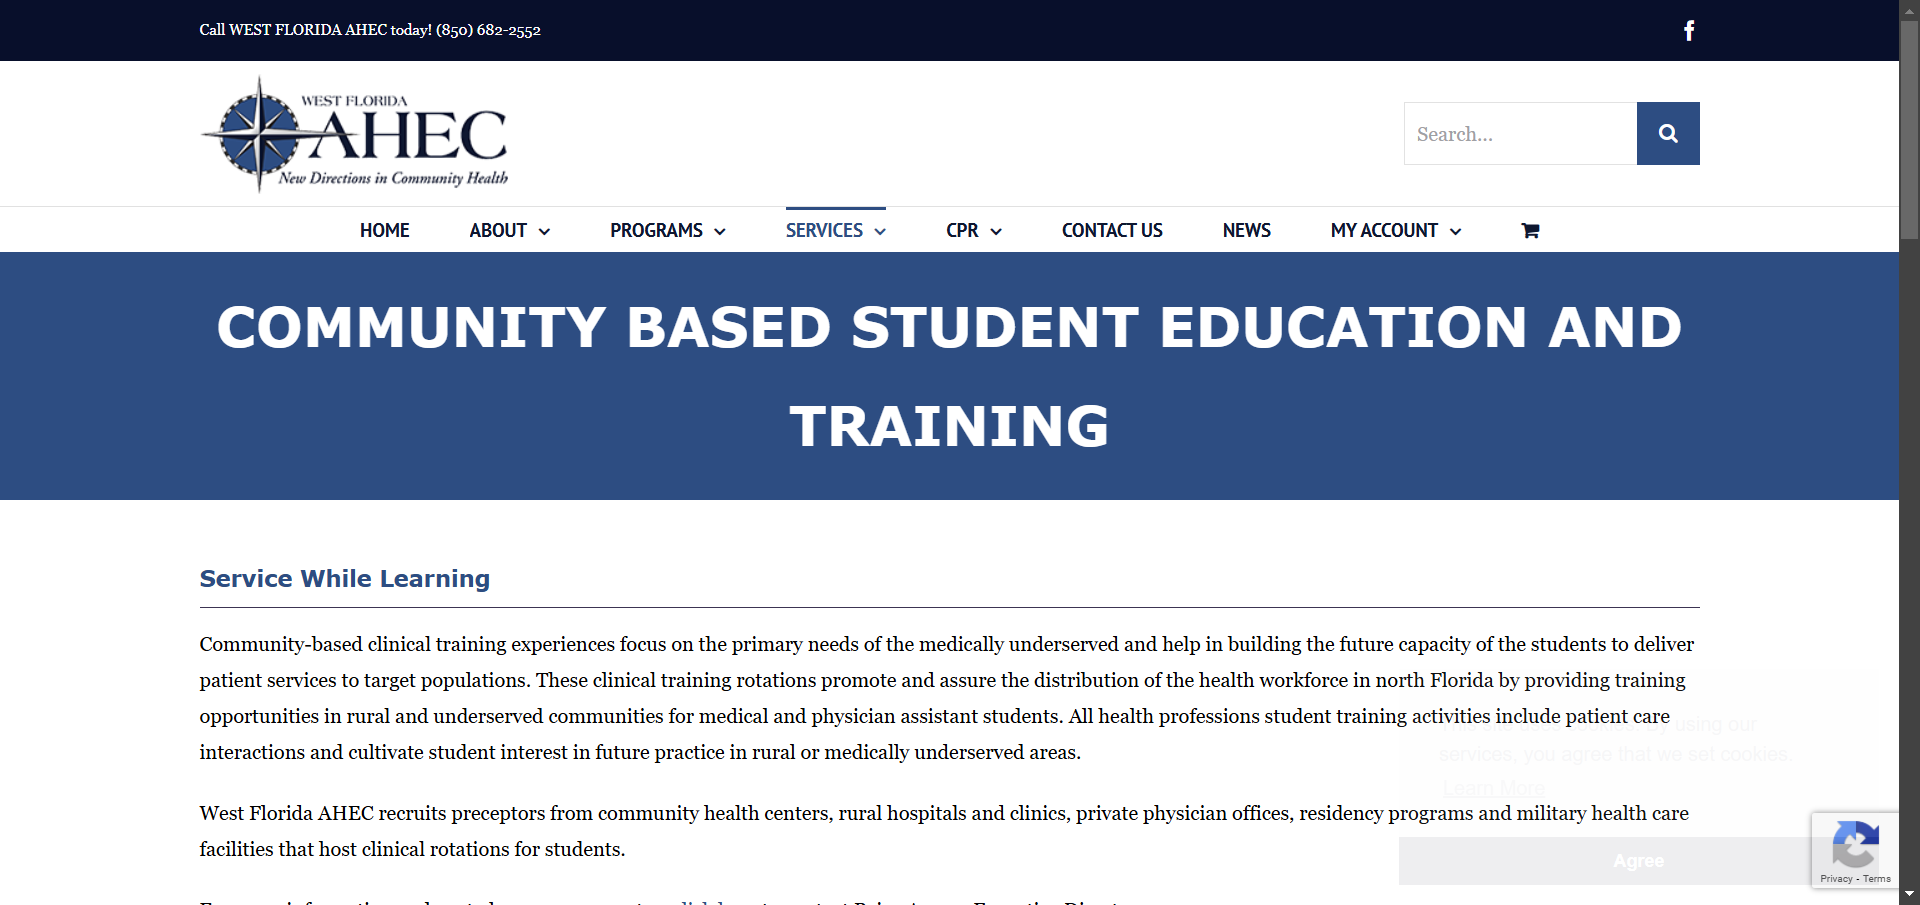 Call WEST FLORIDA AHEC today! (850) 682-2552
WEST FLORIDA
AHEC
New Directions in Community Health
Search...
HOME ABOUT PROGRAMS SERVICES CPR CONTACT US NEWS MY ACCOUNT
COMMUNITY BASED STUDENT EDUCATION AND
TRAINING
Service While Learning
Community-based clinical training experiences focus on the primary needs of the medically underserved and help in building the future capacity of the students to deliver
patient services to target populations. These clinical training rotations promote and assure the distribution of the health workforce in north Florida by providing training
opportunities in rural and underserved communities for medical and physician assistant students. All health professions student training activities include patient care
interactions and cultivate student interest in future practice in rural or medically underserved areas.
using our
services, you agree that we set cookies.
Learn More
West Florida AHEC recruits preceptors from community health centers, rural hospitals and clinics, private physician offices, residency programs and military health care
facilities that host clinical rotations for students.
Agree
Privacy - Terms